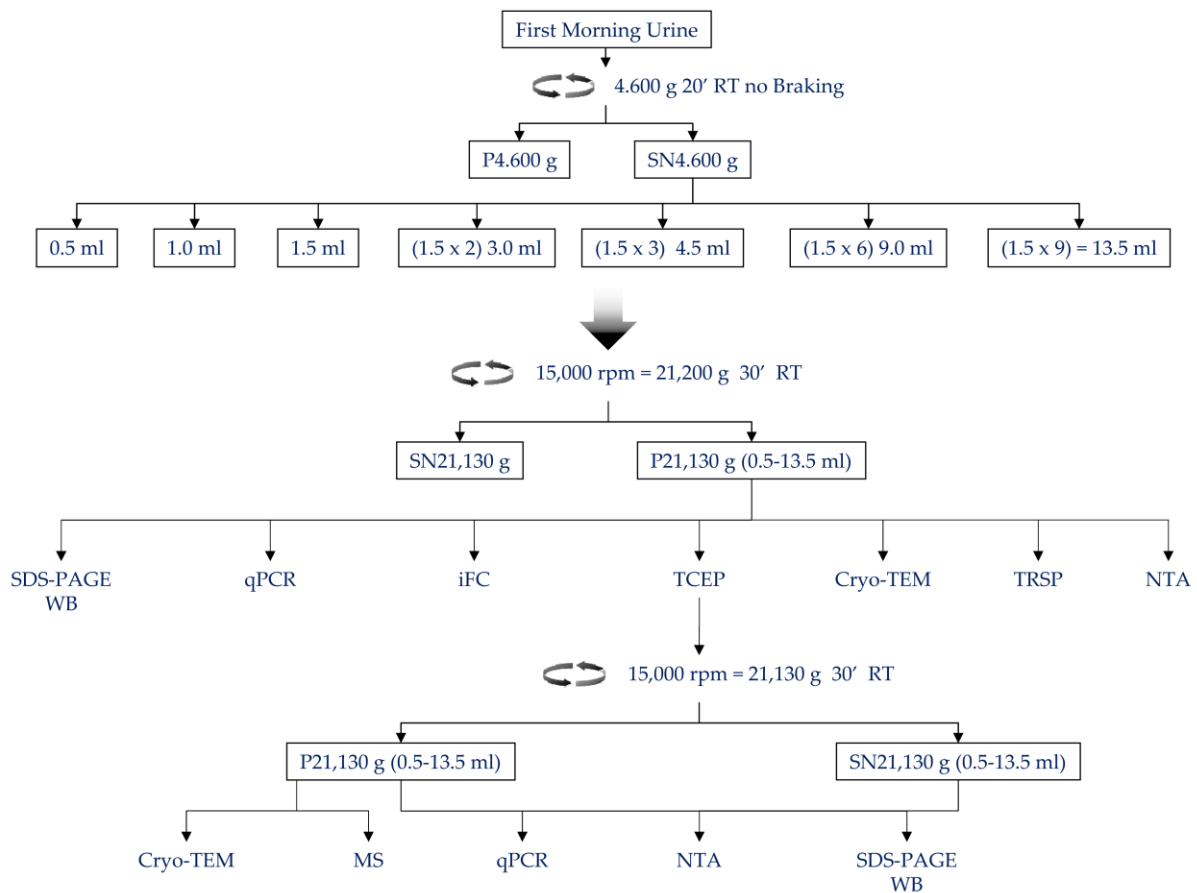 First Morning Urine
4.600 g 20' RT no Braking
P4.600 g
SN4.600 g
0.5 ml
1.0 ml
1.5 ml
(1.5 x 2) 3.0 ml
(1.5 x 3) 4.5 ml
(1.5 x 6) 9.0 ml
(1.5 x 9) = 13.5 ml
15,000 rpm = 21,200 g 30' RT
SN21,130 g
P21,130 g (0.5-13.5 ml)
SDS-PAGE
WB
qPCR
iFC
TCEP
Cryo-TEM
TRSP
NTA
15,000 rpm = 21,130 g 30' RT
P21,130 g (0.5-13.5 ml)
SN21,130 g (0.5-13.5 ml)
Cryo-TEM
MS
qPCR
NTA
SDS-PAGE
WB